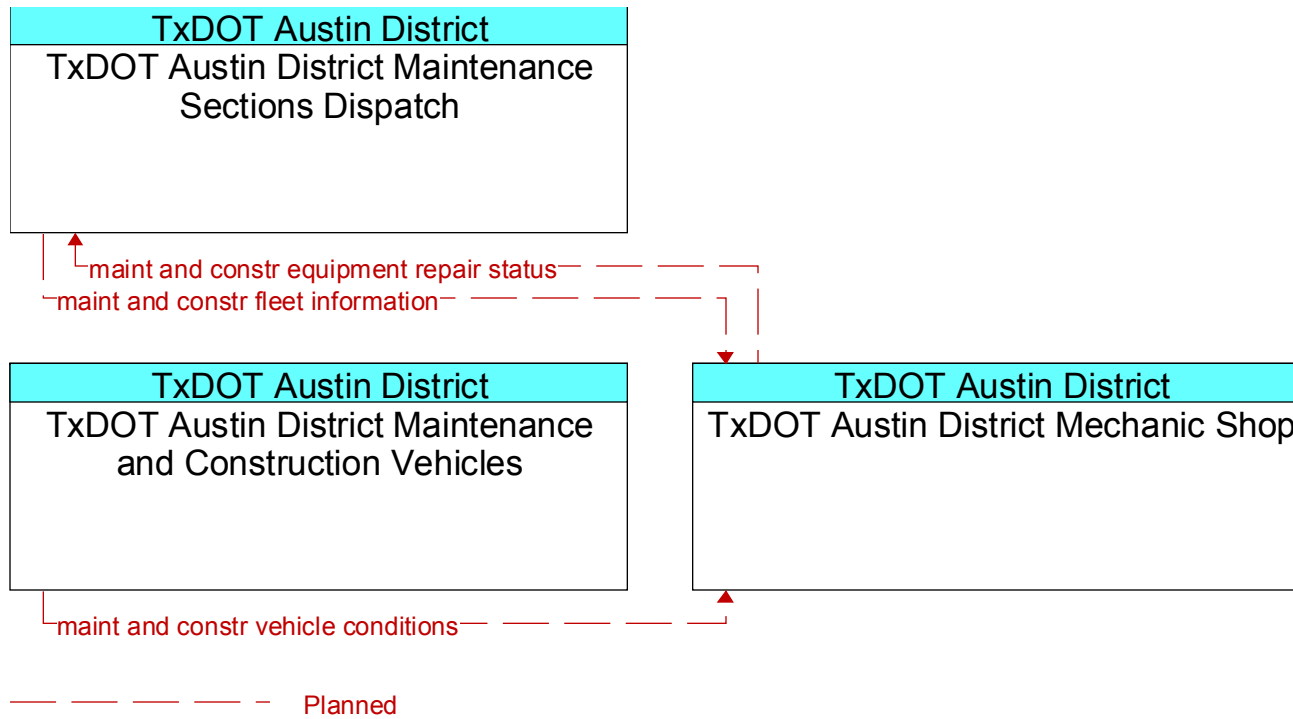 TxDOT Austin District
TxDOT Austin District Maintenance
Sections Dispatch
maint and constr equipment repair status
maint and constr fleet information
TxDOT Austin District
TxDOT Austin District Maintenance
and Construction Vehicles
TxDOT Austin District
TxDOT Austin District Mechanic Shop
maint and constr vehicle conditions
Planned